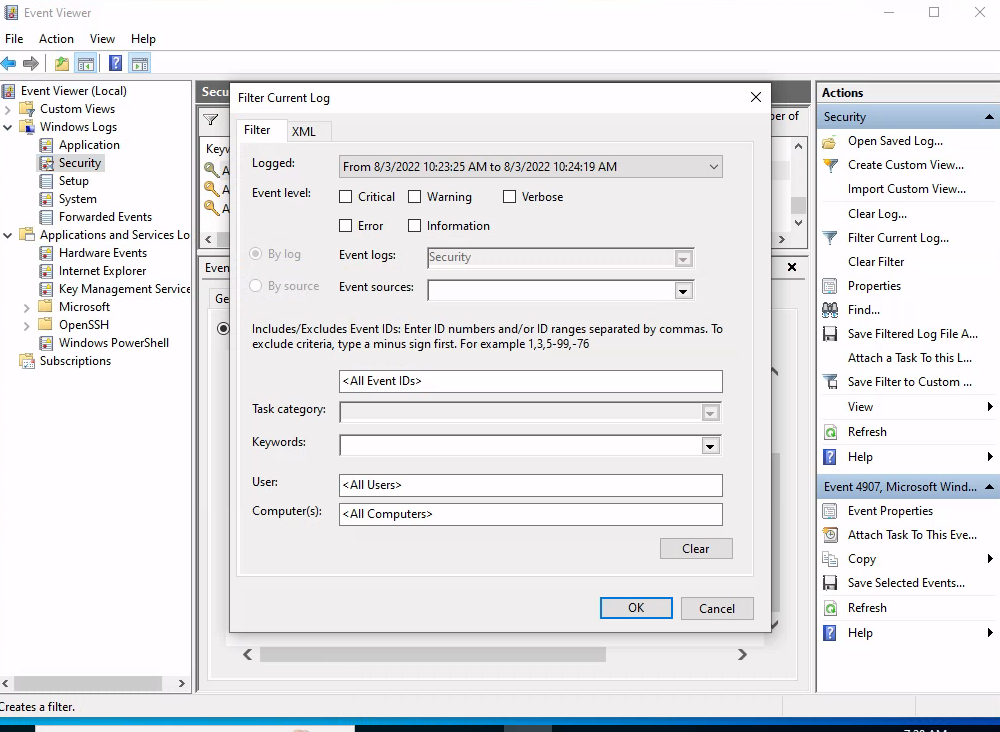 Event Viewer
File Action View Help
Event Viewer (Local)
Custom Views
Windows Logs
Application
Security
Setup
System
Forwarded Events
Applications and Services Lo
Hardware Events
Internet Explorer
Key Management Service
Microsoft
OpenSSH
Windows PowerShell
Subscriptions
Secu
ber of
Keyw
A
A
A
Even
Ge
Filter Current Log
Filter XML
Logged: From 8/3/2022 10:23:25 AM to 8/3/2022 10:24:19 AM
Event level: Critical Warning Verbose
Error Information
By log Event logs: Security
By source Event sources:
Includes/Excludes Event IDs: Enter ID numbers and/or ID ranges separated by commas. To
exclude criteria, type a minus sign first. For example 1,3,5-99,-76
<All Event IDs>
Task category:
Keywords:
User: <All Users>
Computer(s): <All Computers>
Clear
OK Cancel
Actions
Security
Open Saved Log...
Create Custom View...
Import Custom View...
Clear Log...
Filter Current Log...
Clear Filter
Properties
Find...
Save Filtered Log File A...
Attach a Task To this L...
Save Filter to Custom ...
View
Refresh
Help
Event 4907, Microsoft Wind...
Event Properties
Attach Task To This Eve...
Copy
Save Selected Events...
Refresh
Help
Creates a filter.